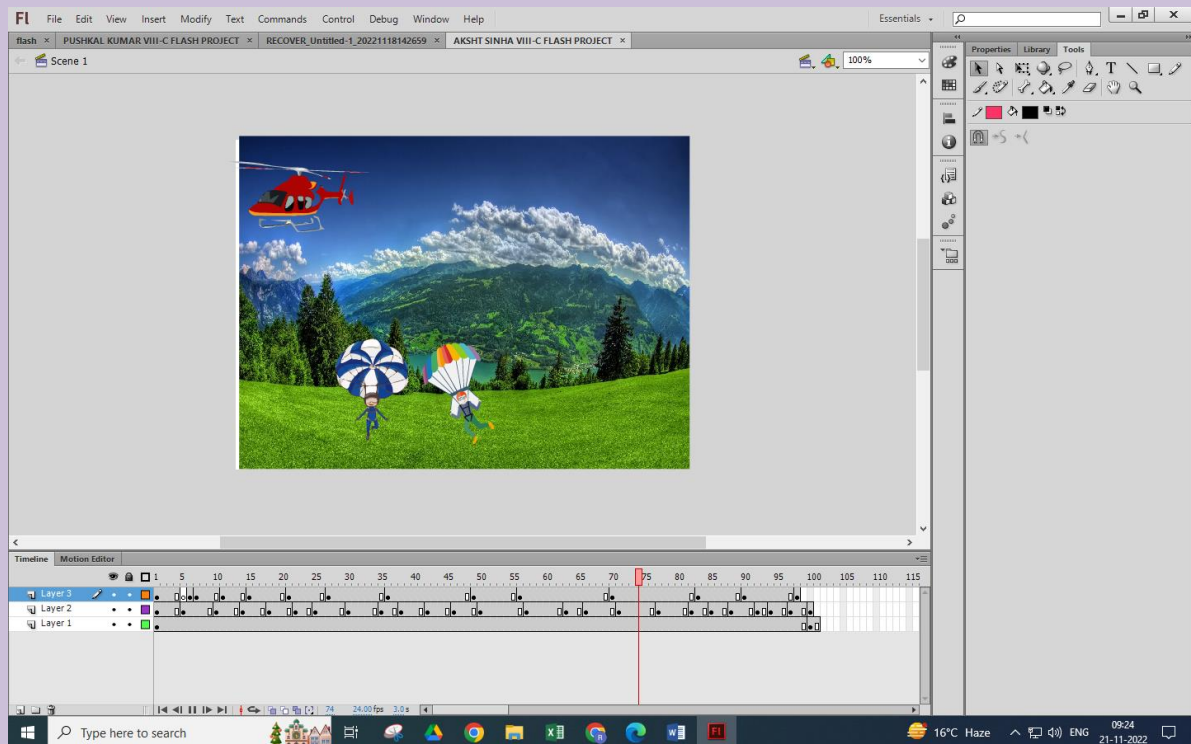 Fl File Edit View Insert Modify Text Commands Control Debug Window Help Essentials
flash × PUSHKAL KUMAR VIII-C FLASH PROJECT × RECOVER_Untitled-1_20221118142659 × AKSHT SINHA VIII-C FLASH PROJECT ×
Scene 1 100%
Properties Library Tools
Timeline Motion Editor
1 5 10 15 20 25 30 35 40 45 50 55 60 65 70 75 80 85 90 95 100 105 110 115
Layer 3
Layer 2
Layer 1
74 24.00 fps 3.0 s
Type here to search 16°C Haze ENG 09:24
21-11-2022